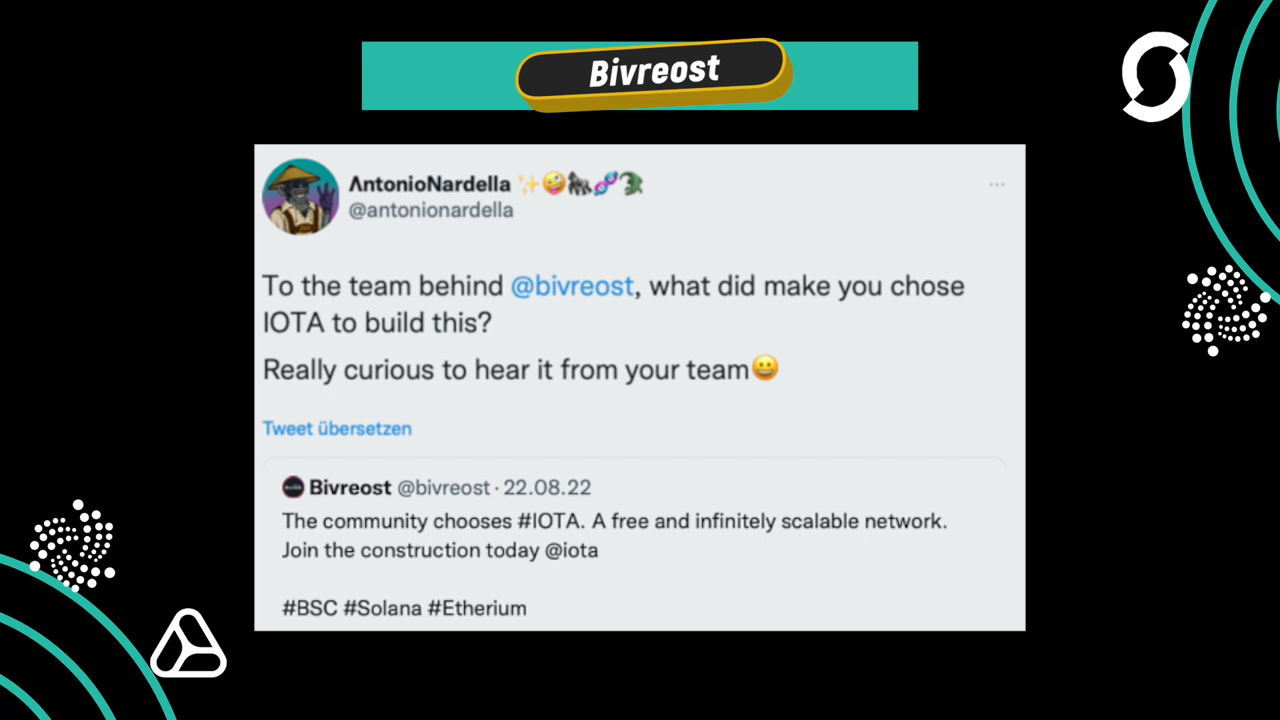 Bivreost
ΛntonioNardella ✨🤪🦍🧬🐊
@antonionardella
...
To the team behind @bivreost, what did make you chose
IOTA to build this?
Really curious to hear it from your team😀
Tweet übersetzen
Bivreost @bivreost · 22.08.22
The community chooses #IOTA. A free and infinitely scalable network.
Join the construction today @iota
#BSC #Solana #Etherium